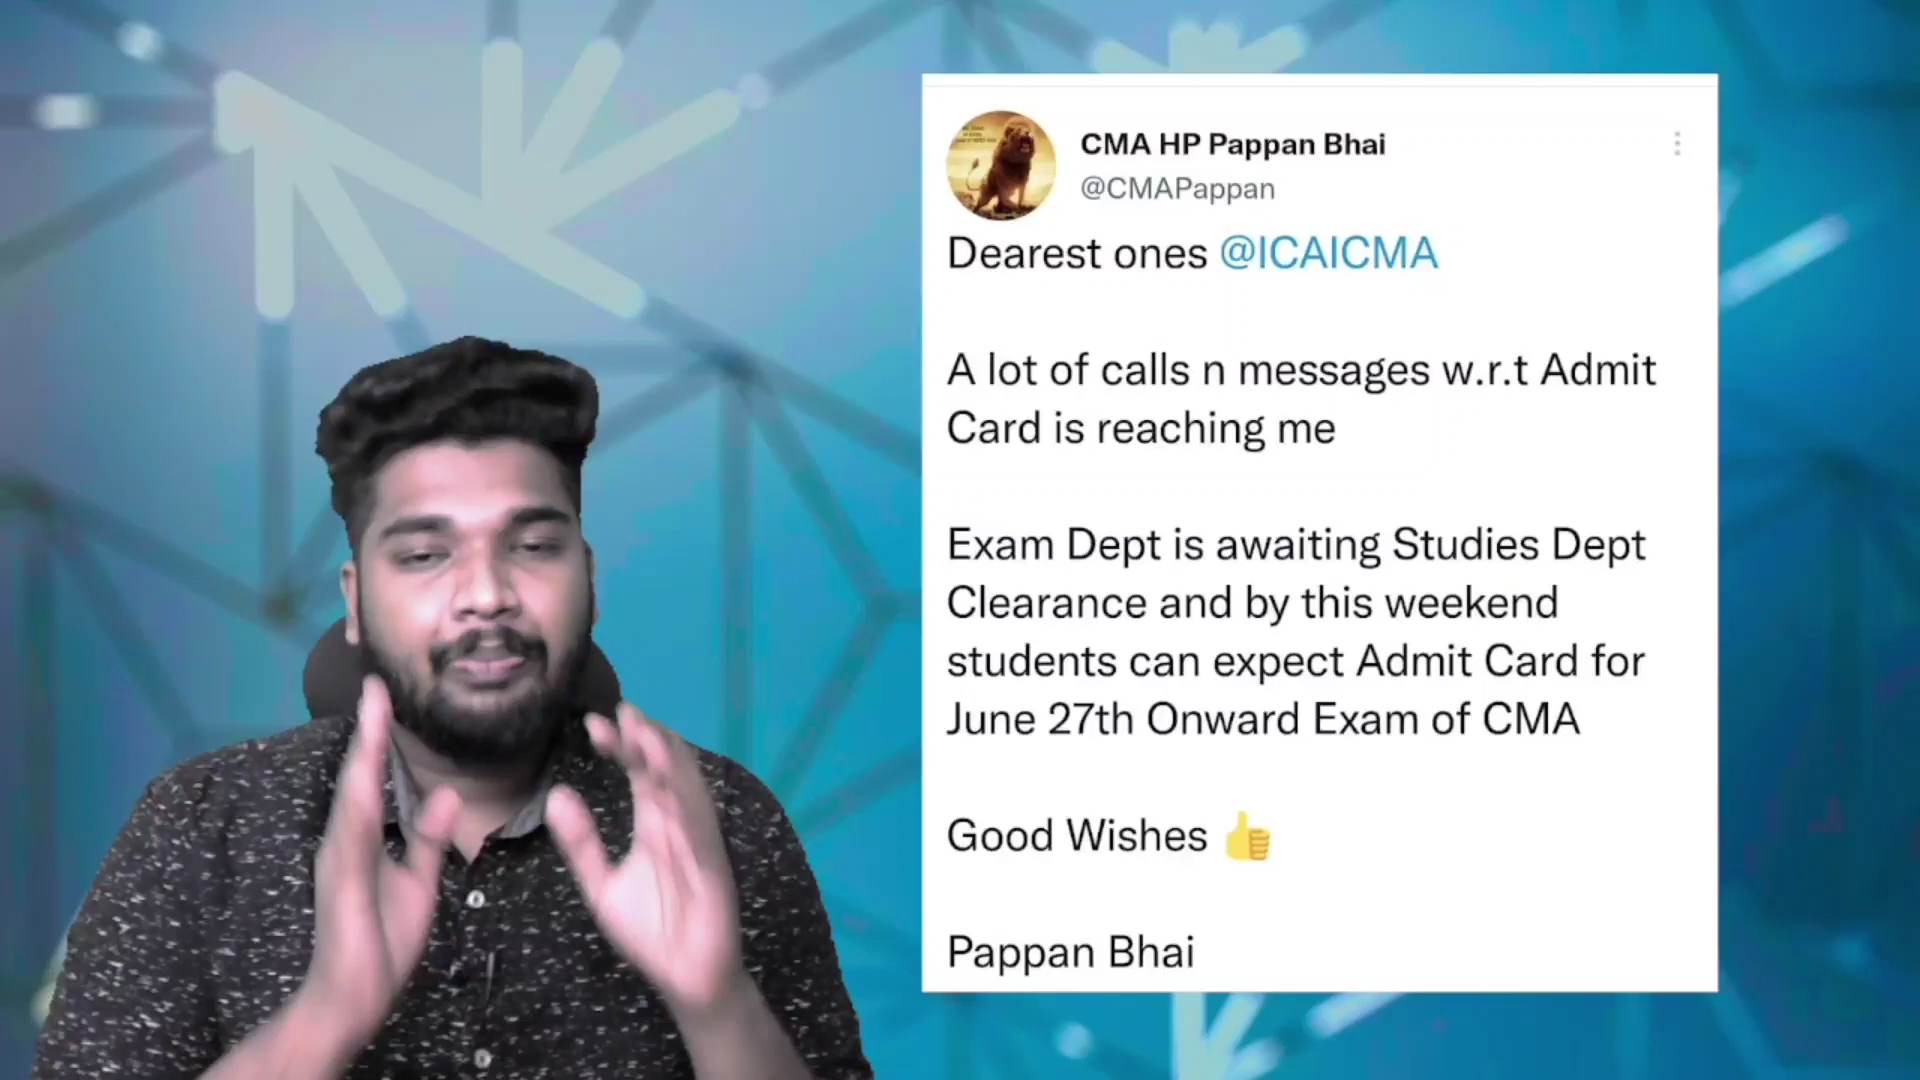 CMA HP Pappan Bhai
@CMAPappan
Dearest ones @ICAICMA
A lot of calls n messages w.r.t Admit
Card is reaching me
Exam Dept is awaiting Studies Dept
Clearance and by this weekend
students can expect Admit Card for
June 27th Onward Exam of CMA
Good Wishes 👍
Pappan Bhai